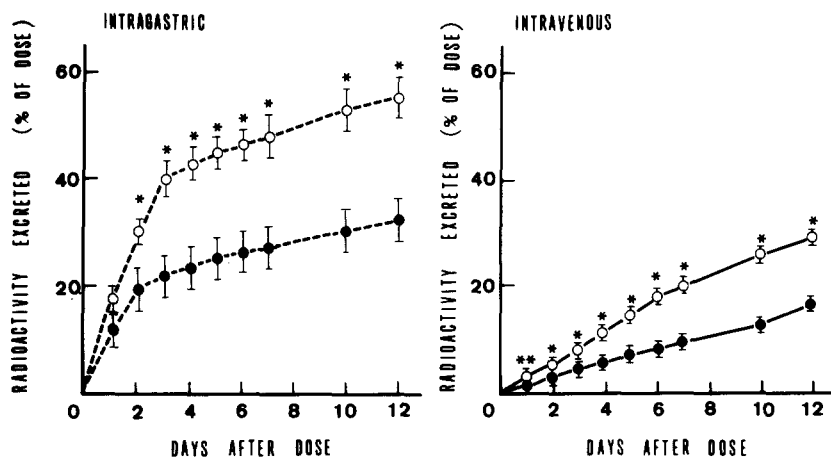 INTRAGASTRIC
RADIOACTIVITY EXCRETED (% OF DOSE)
60
40
20
0 2 4 6 8 10 12
DAYS AFTER DOSE
* * * * * * * *
INTRAVENOUS
RADIOACTIVITY EXCRETED (% OF DOSE)
60
40
20
0 2 4 6 8 10 12
DAYS AFTER DOSE
** * * * * * * * *